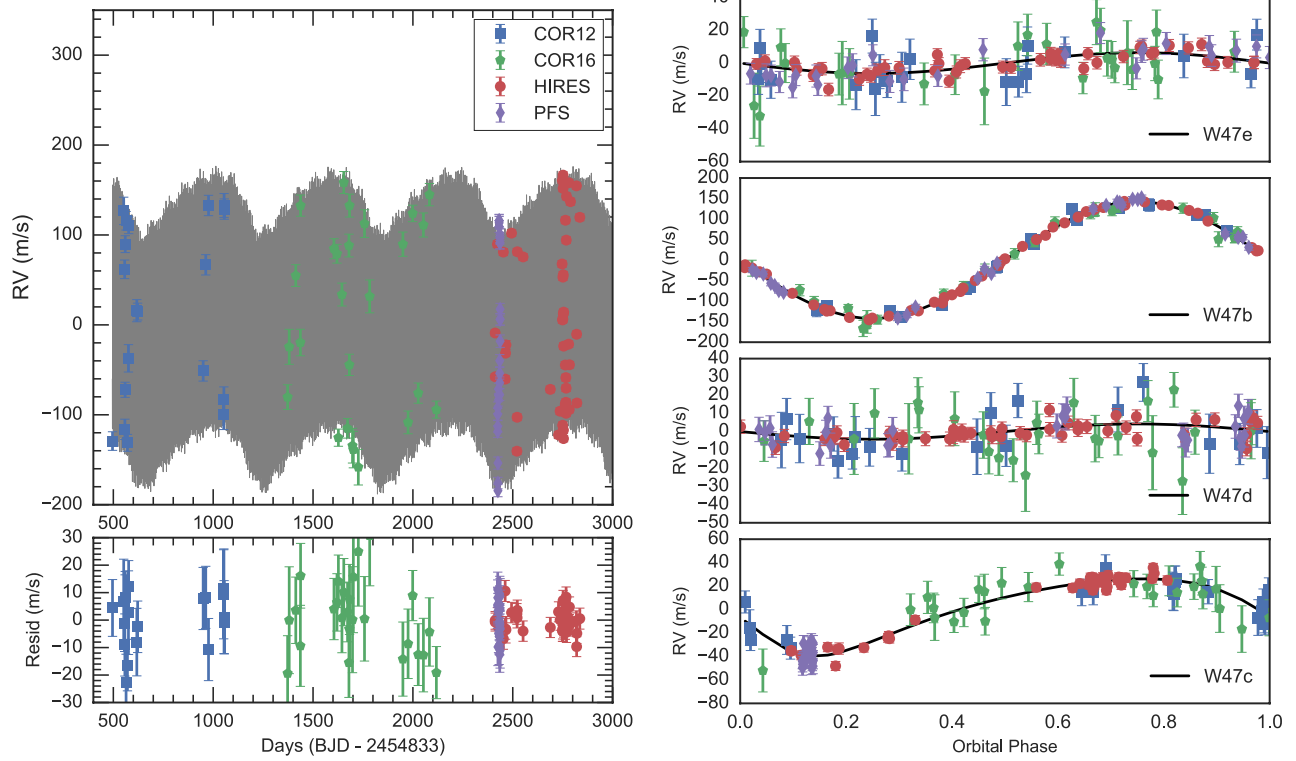 300
200
100
0
−100
−200
RV (m/s)
COR12
COR16
HIRES
PFS
500 1000 1500 2000 2500 3000
30
20
10
0
−10
−20
−30
Resid (m/s)
500 1000 1500 2000 2500 3000
Days (BJD - 2454833)
40
20
0
−20
−40
−60
RV (m/s)
W47e
200
150
100
50
0
−50
−100
−150
−200
RV (m/s)
W47b
40
30
20
10
0
−10
−20
−30
−40
−50
RV (m/s)
W47d
60
40
20
0
−20
−40
−60
−80
RV (m/s)
W47c
0.0 0.2 0.4 0.6 0.8 1.0
Orbital Phase